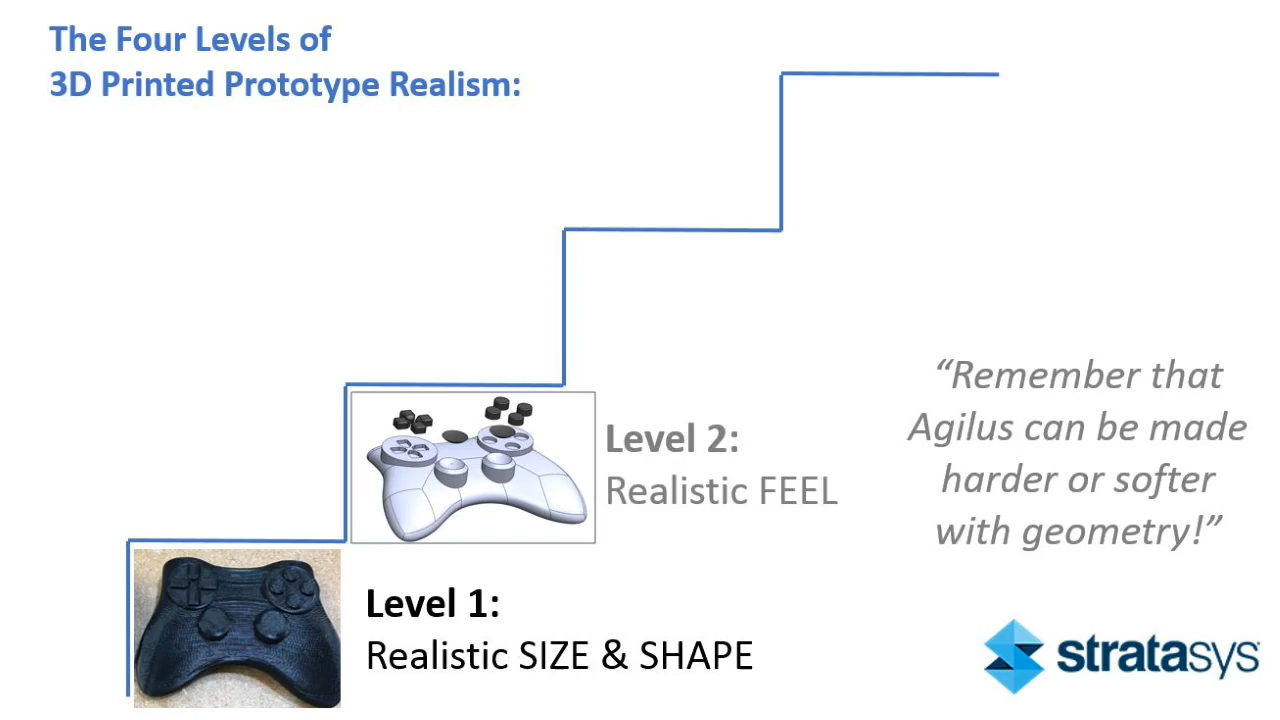 The Four Levels of
3D Printed Prototype Realism:
“Remember that
Agilus can be made
harder or softer
with geometry!”
Level 2:
Realistic FEEL
Level 1:
Realistic SIZE & SHAPE
stratasys